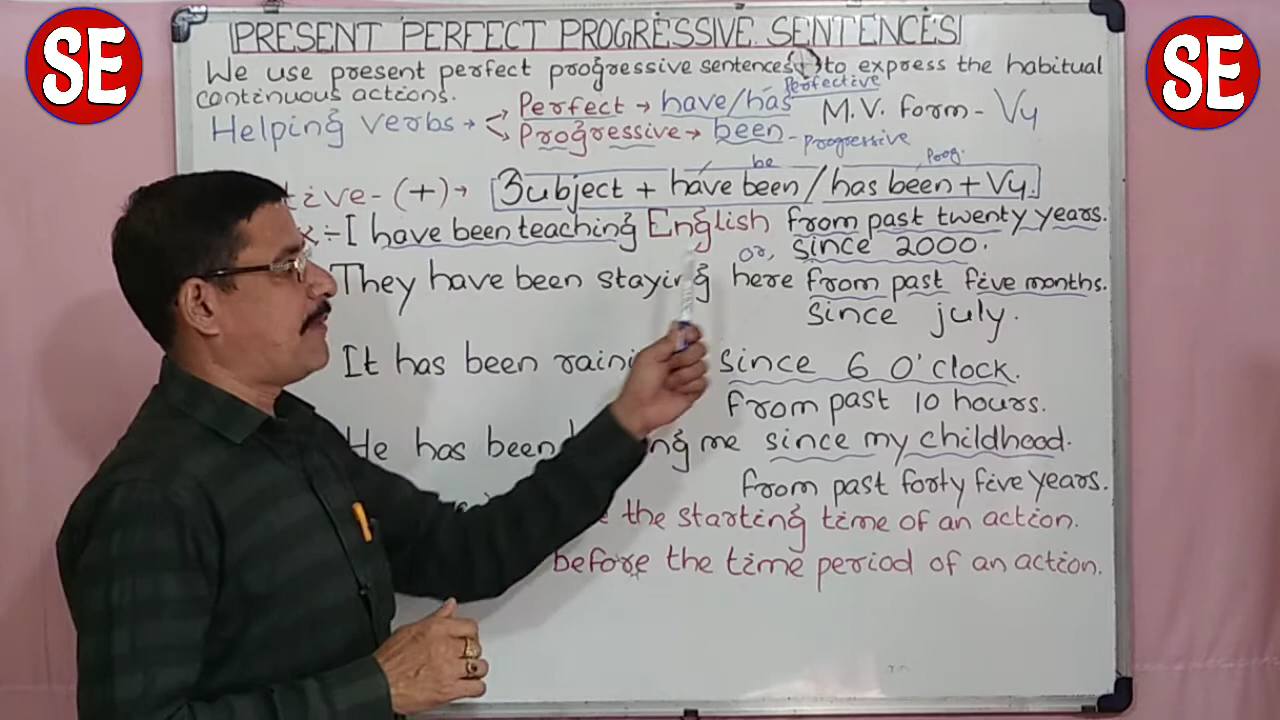 SE
SE
PRESENT PERFECT PROGRESSIVE SENTENCES
We use present perfect progressive sentences (+) to express the habitual
continuous actions.
Perfective
Helping verbs → Perfect → have/has M.V. form - V4
Progressive → been - progressive
be Prog.
tive - (+) → Subject + have been / has been + V4.
x ÷ I have been teaching English from past twenty years.
or, since 2000.
They have been staying here from past five months.
since july.
It has been raini since 6 O'clock.
from past 10 hours.
He has been ng me since my childhood.
from past forty five years.
the starting time of an action.
before the time period of an action.